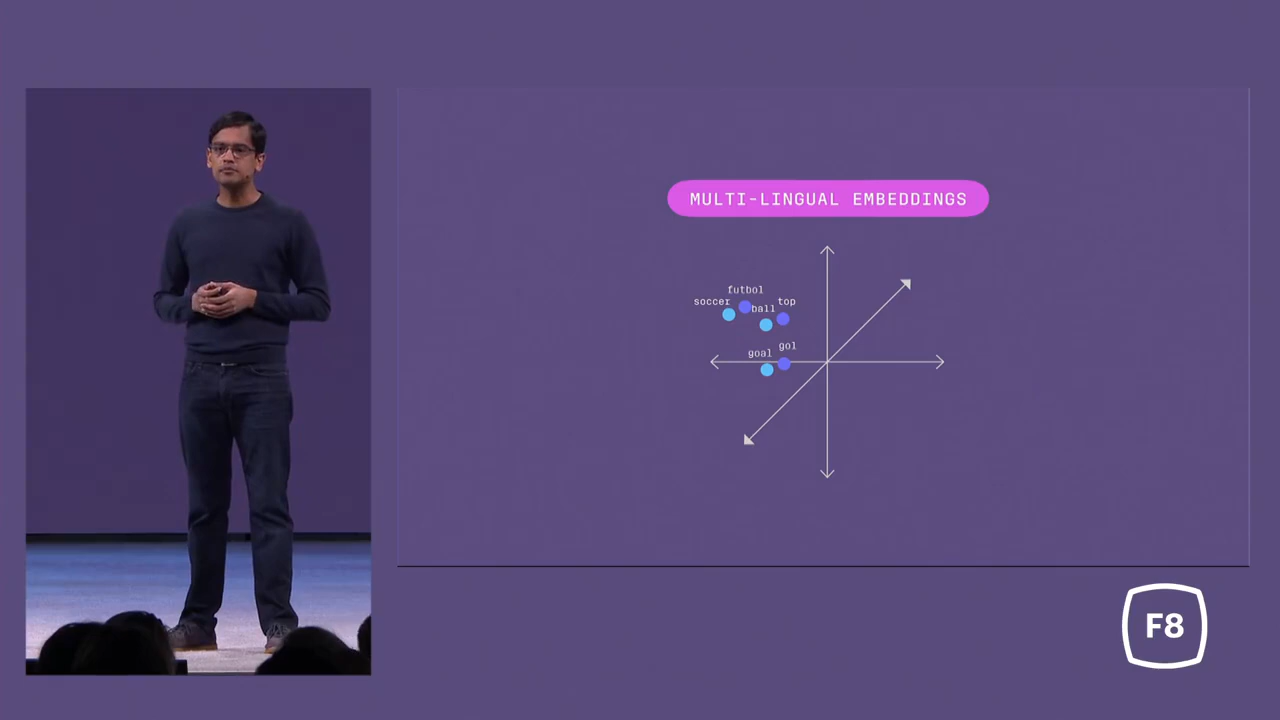 MULTI-LINGUAL EMBEDDINGS
futbol
soccer
ball
top
goal
gol
F8